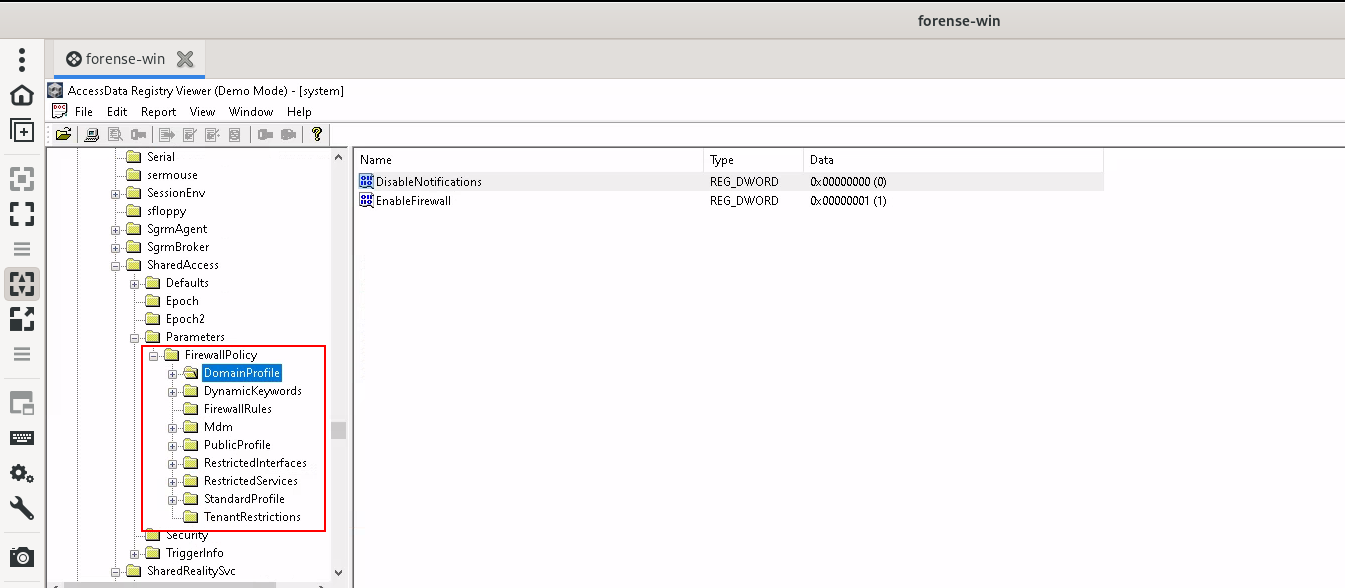 forense-win
forense-win
AccessData Registry Viewer (Demo Mode) - [system]
File Edit Report View Window Help
Serial
sermouse
SessionEnv
sfloppy
SgrmAgent
SgrmBroker
SharedAccess
Defaults
Epoch
Epoch2
Parameters
FirewallPolicy
DomainProfile
DynamicKeywords
FirewallRules
Mdm
PublicProfile
RestrictedInterfaces
RestrictedServices
StandardProfile
TenantRestrictions
Security
TriggerInfo
SharedRealitySvc
Name Type Data
DisableNotifications REG_DWORD 0x00000000 (0)
EnableFirewall REG_DWORD 0x00000001 (1)